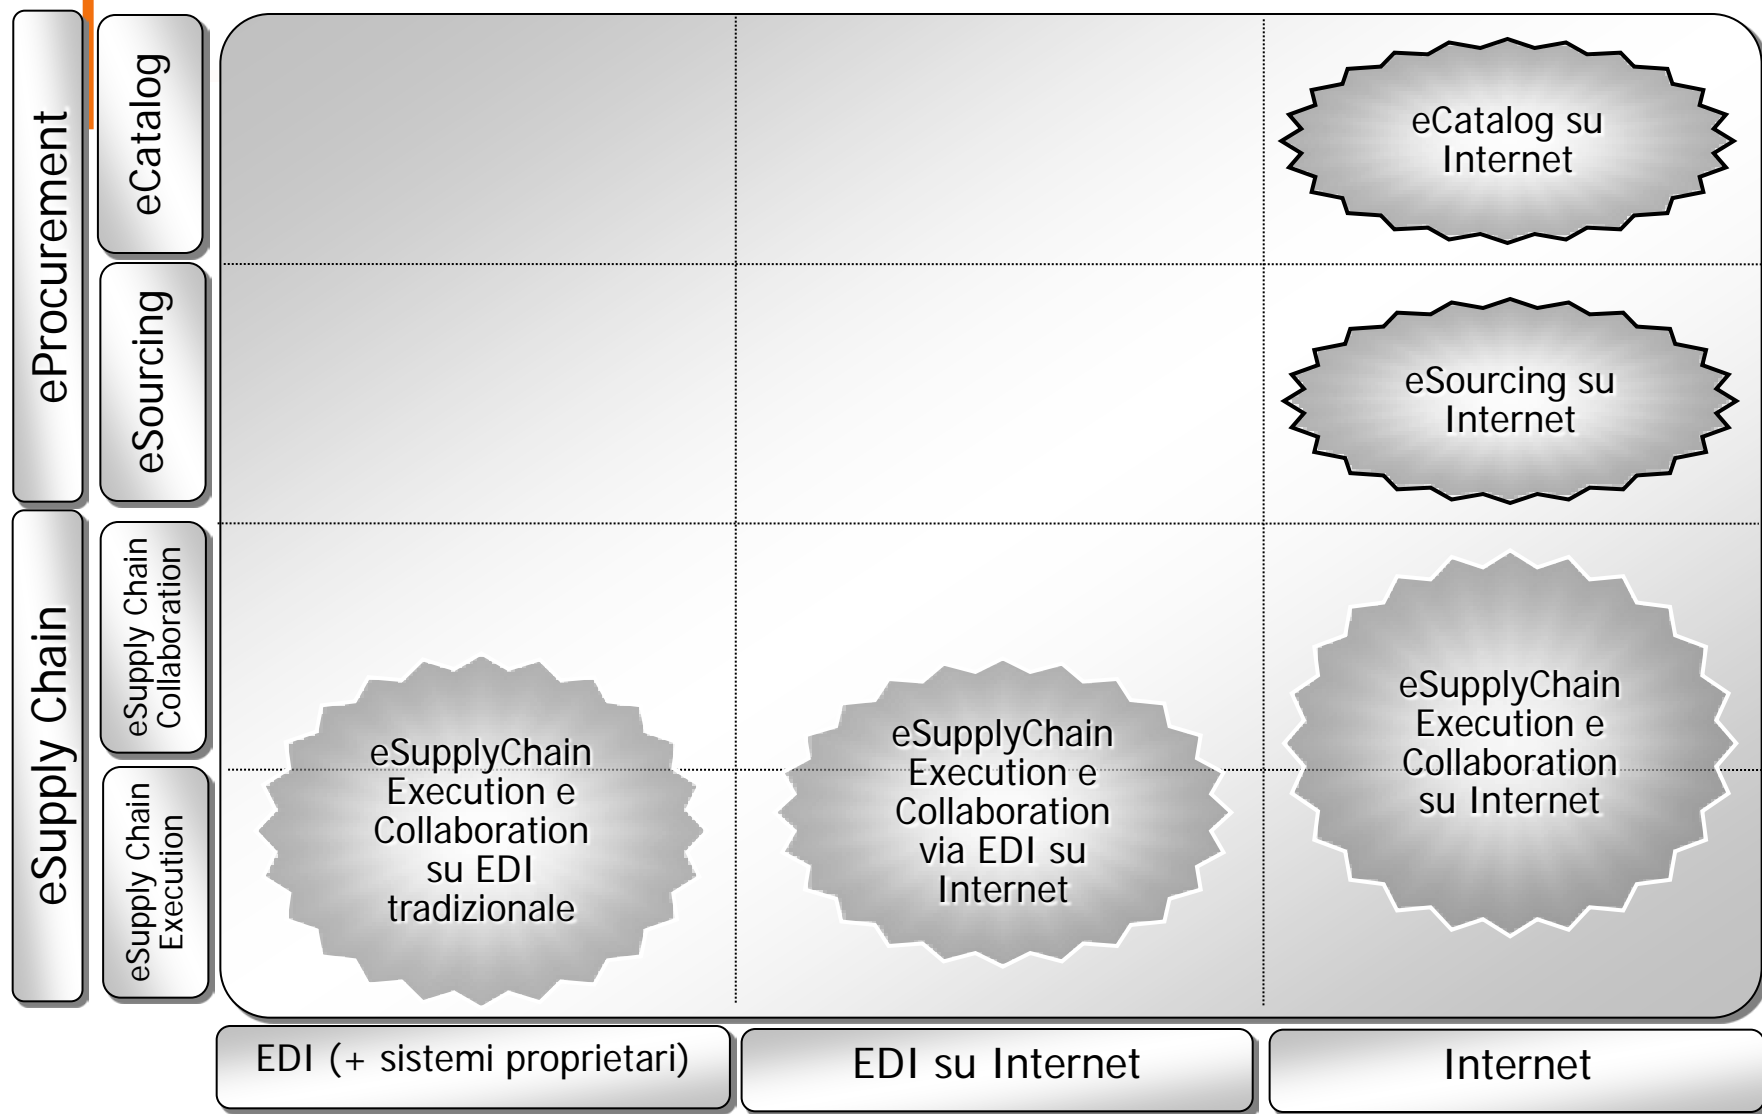 eProcurement
eCatalog
eSourcing
eSupply Chain
eSupply Chain
Collaboration
eSupply Chain
Execution
eCatalog su
Internet
eSourcing su
Internet
eSupplyChain
Execution e
Collaboration
su EDI
tradizionale
eSupplyChain
Execution e
Collaboration
via EDI su
Internet
eSupplyChain
Execution e
Collaboration
su Internet
EDI (+ sistemi proprietari)
EDI su Internet
Internet